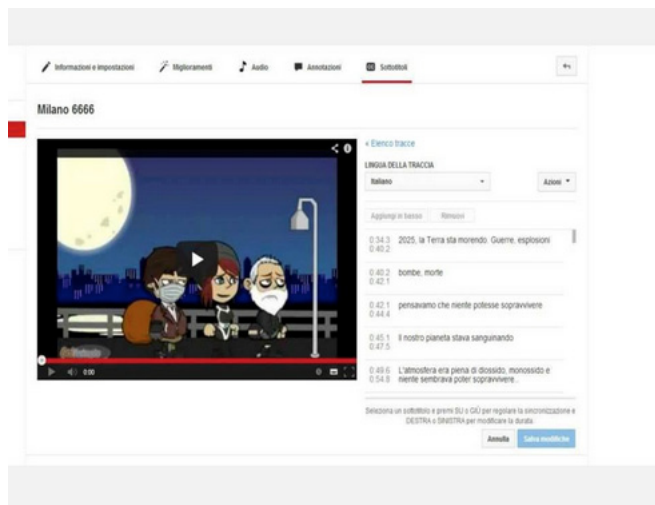 Informazioni e impostazioni
Miglioramenti
Audio
Annotazioni
CC Sottotitoli
Milano 6666
« Elenco tracce
LINGUA DELLA TRACCIA
Italiano
Azioni
Aggiungi in basso
Rimuovi
0:34.3 2025, la Terra sta morendo. Guerre, esplosioni
0:40.2
0:40.2 bombe, morte
0:42.1
0:42.1 pensavamo che niente potesse sopravvivere
0:44.4
0:45.1 Il nostro pianeta stava sanguinando
0:47.5
0:49.6 L'atmosfera era piena di diossido, monossido e
0:54.8 niente sembrava poter sopravvivere...
0:00
Seleziona un sottotitolo e premi SU o GIÙ per regolare la sincronizzazione e
DESTRA o SINISTRA per modificare la durata.
Annulla
Salva modifiche